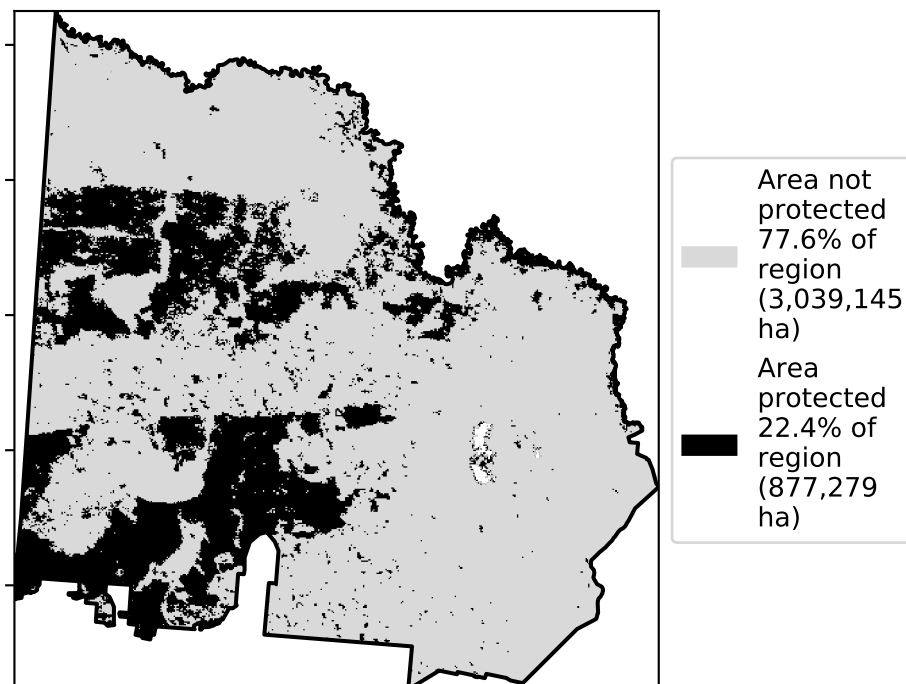 Area not
protected
77.6% of
region
(3,039,145
ha)
Area
protected
22.4% of
region
(877,279
ha)